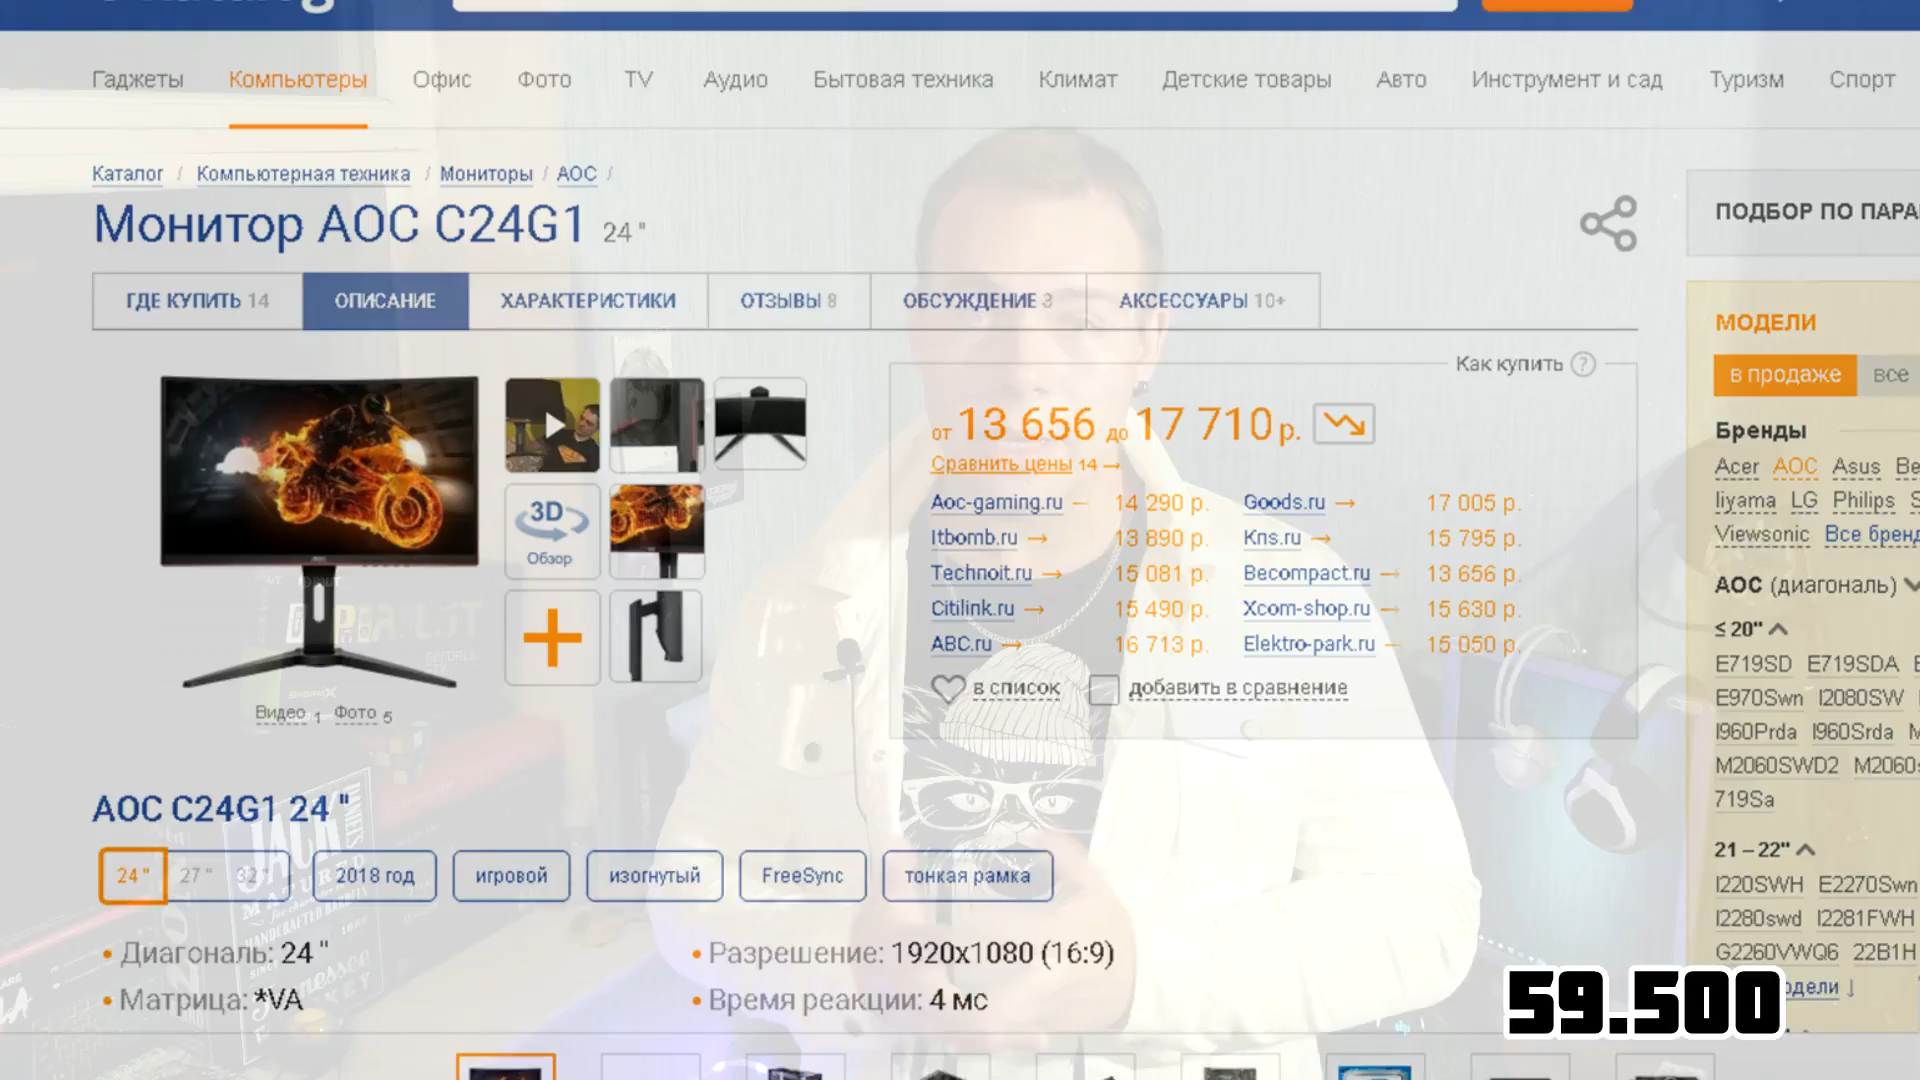 Гаджеты Компьютеры Офис Фото TV Аудио Бытовая техника Климат Детские товары Авто Инструмент и сад Туризм Спорт
Каталог / Компьютерная техника / Мониторы / AOC /
Монитор AOC C24G1 24 "
ГДЕ КУПИТЬ 14 ОПИСАНИЕ ХАРАКТЕРИСТИКИ ОТЗЫВЫ 8 ОБСУЖДЕНИЕ 3 АКСЕССУАРЫ 10+
3D
Обзор
Видео 1 Фото 5
Как купить ?
от 13 656 до 17 710 р.
Сравнить цены 14 →
Aoc-gaming.ru → 14 290 р. Goods.ru → 17 005 р.
Itbomb.ru → 13 890 р. Kns.ru → 15 795 р.
Technoit.ru → 15 081 р. Becompact.ru → 13 656 р.
Citilink.ru → 15 490 р. Xcom-shop.ru → 15 630 р.
ABC.ru → 16 713 р. Elektro-park.ru → 15 050 р.
в список добавить в сравнение
AOC C24G1 24 "
24 " 27 " 32 " 2018 год игровой изогнутый FreeSync тонкая рамка
• Диагональ: 24 "
• Матрица: *VA
• Разрешение: 1920x1080 (16:9)
• Время реакции: 4 мс
ПОДБОР ПО ПАРА
МОДЕЛИ
в продаже все
Бренды
Acer AOC Asus Be
Iiyama LG Philips S
Viewsonic Все бренд
AOC (диагональ)
≤ 20"
E719SD E719SDA E
E970Swn I2080SW
I960Prda I960Srda M
M2060SWD2 M2060s
719Sa
21 – 22"
I220SWH E2270Swn
I2280swd I2281FWH
G2260VWQ6 22B1H
одели ↓
59.500
JACK